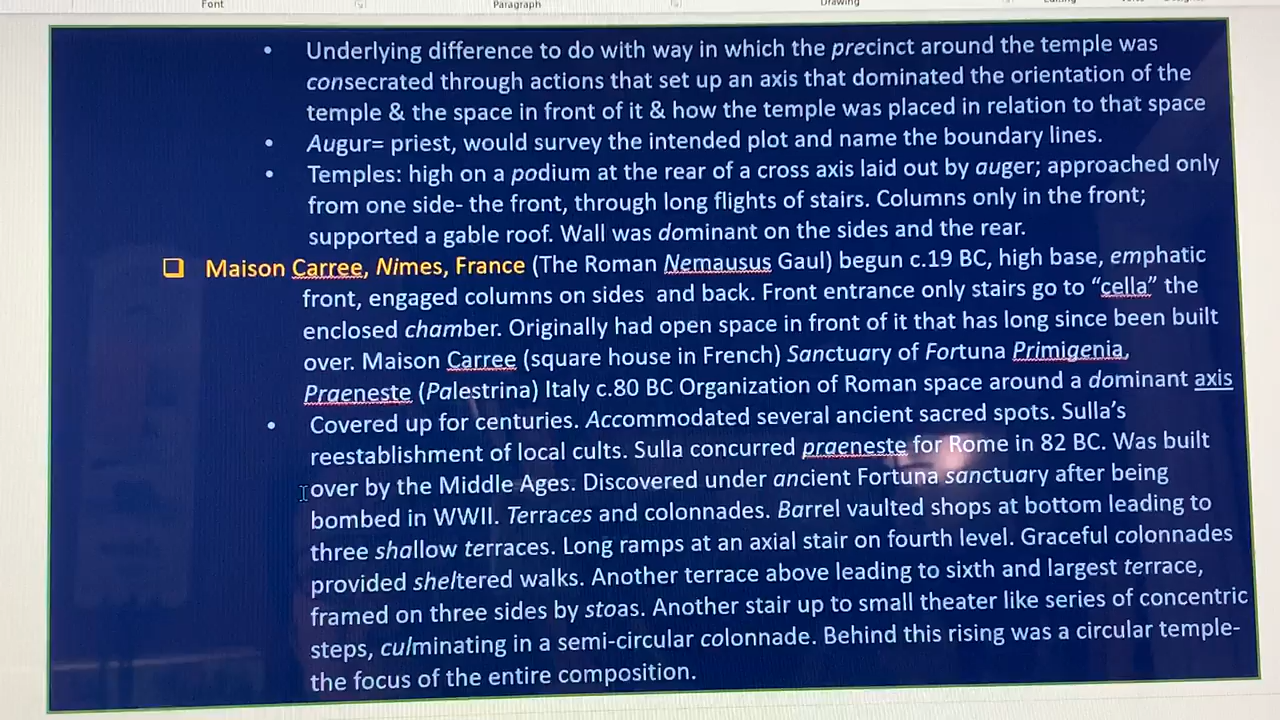 Font Paragraph Drawing
• Underlying difference to do with way in which the precinct around the temple was
consecrated through actions that set up an axis that dominated the orientation of the
temple & the space in front of it & how the temple was placed in relation to that space
• Augur= priest, would survey the intended plot and name the boundary lines.
• Temples: high on a podium at the rear of a cross axis laid out by auger; approached only
from one side- the front, through long flights of stairs. Columns only in the front;
supported a gable roof. Wall was dominant on the sides and the rear.
❑ Maison Carree, Nimes, France (The Roman Nemausus Gaul) begun c.19 BC, high base, emphatic
front, engaged columns on sides and back. Front entrance only stairs go to “cella” the
enclosed chamber. Originally had open space in front of it that has long since been built
over. Maison Carree (square house in French) Sanctuary of Fortuna Primigenia,
Praeneste (Palestrina) Italy c.80 BC Organization of Roman space around a dominant axis
• Covered up for centuries. Accommodated several ancient sacred spots. Sulla’s
reestablishment of local cults. Sulla concurred praeneste for Rome in 82 BC. Was built
over by the Middle Ages. Discovered under ancient Fortuna sanctuary after being
bombed in WWII. Terraces and colonnades. Barrel vaulted shops at bottom leading to
three shallow terraces. Long ramps at an axial stair on fourth level. Graceful colonnades
provided sheltered walks. Another terrace above leading to sixth and largest terrace,
framed on three sides by stoas. Another stair up to small theater like series of concentric
steps, culminating in a semi-circular colonnade. Behind this rising was a circular temple-
the focus of the entire composition.